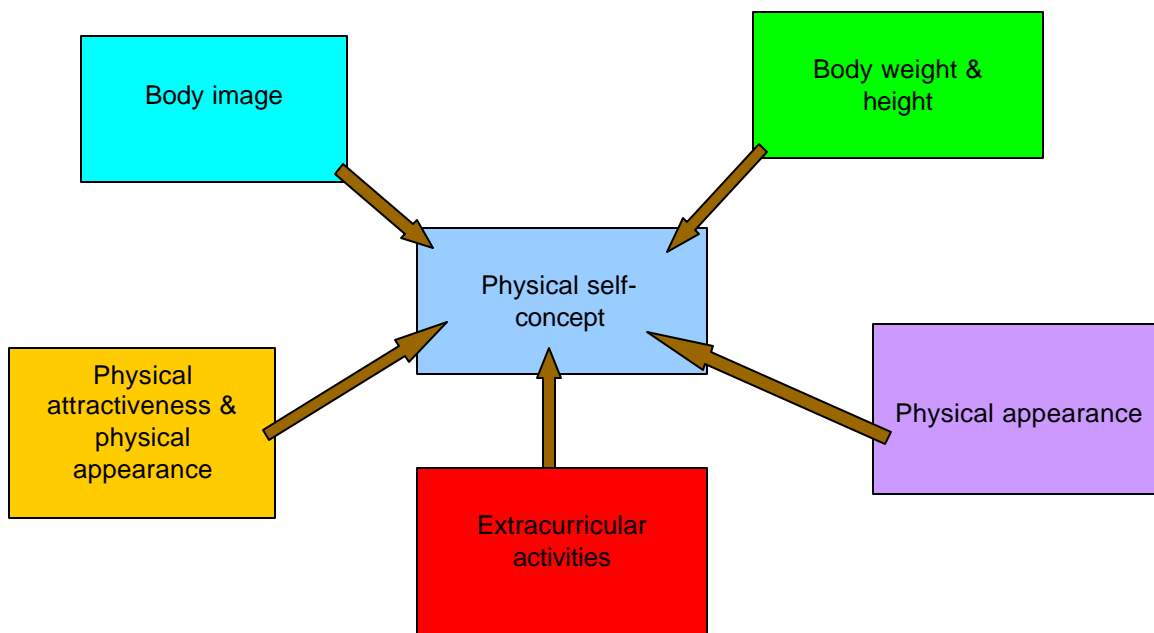 Body image
Body weight &
height
Physical self-
concept
Physical
attractiveness &
physical
appearance
Physical appearance
Extracurricular
activities